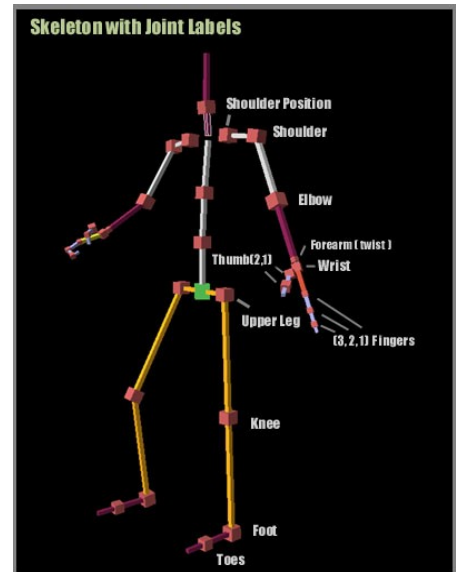 Skeleton with Joint Labels
Shoulder Position
Shoulder
Elbow
Forearm ( twist )
Thumb(2,1)
Wrist
Upper Leg
(3, 2, 1) Fingers
Knee
Foot
Toes